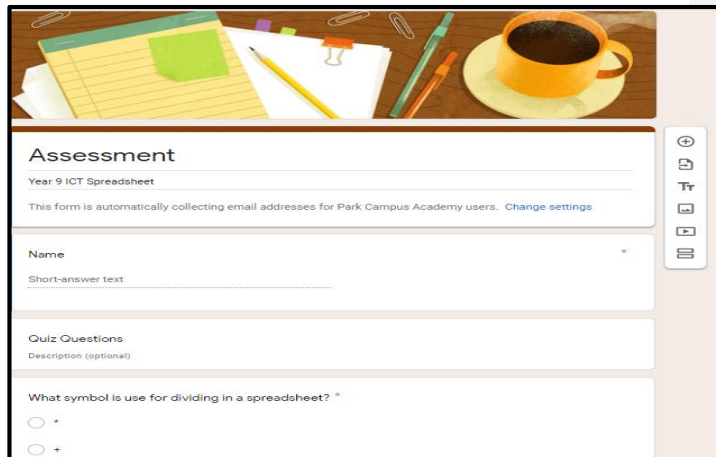 Assessment
Year 9 ICT Spreadsheet
This form is automatically collecting email addresses for Park Campus Academy users. Change settings
Name *
Short-answer text
Quiz Questions
Description (optional)
What symbol is use for dividing in a spreadsheet? *
*
+
Tт